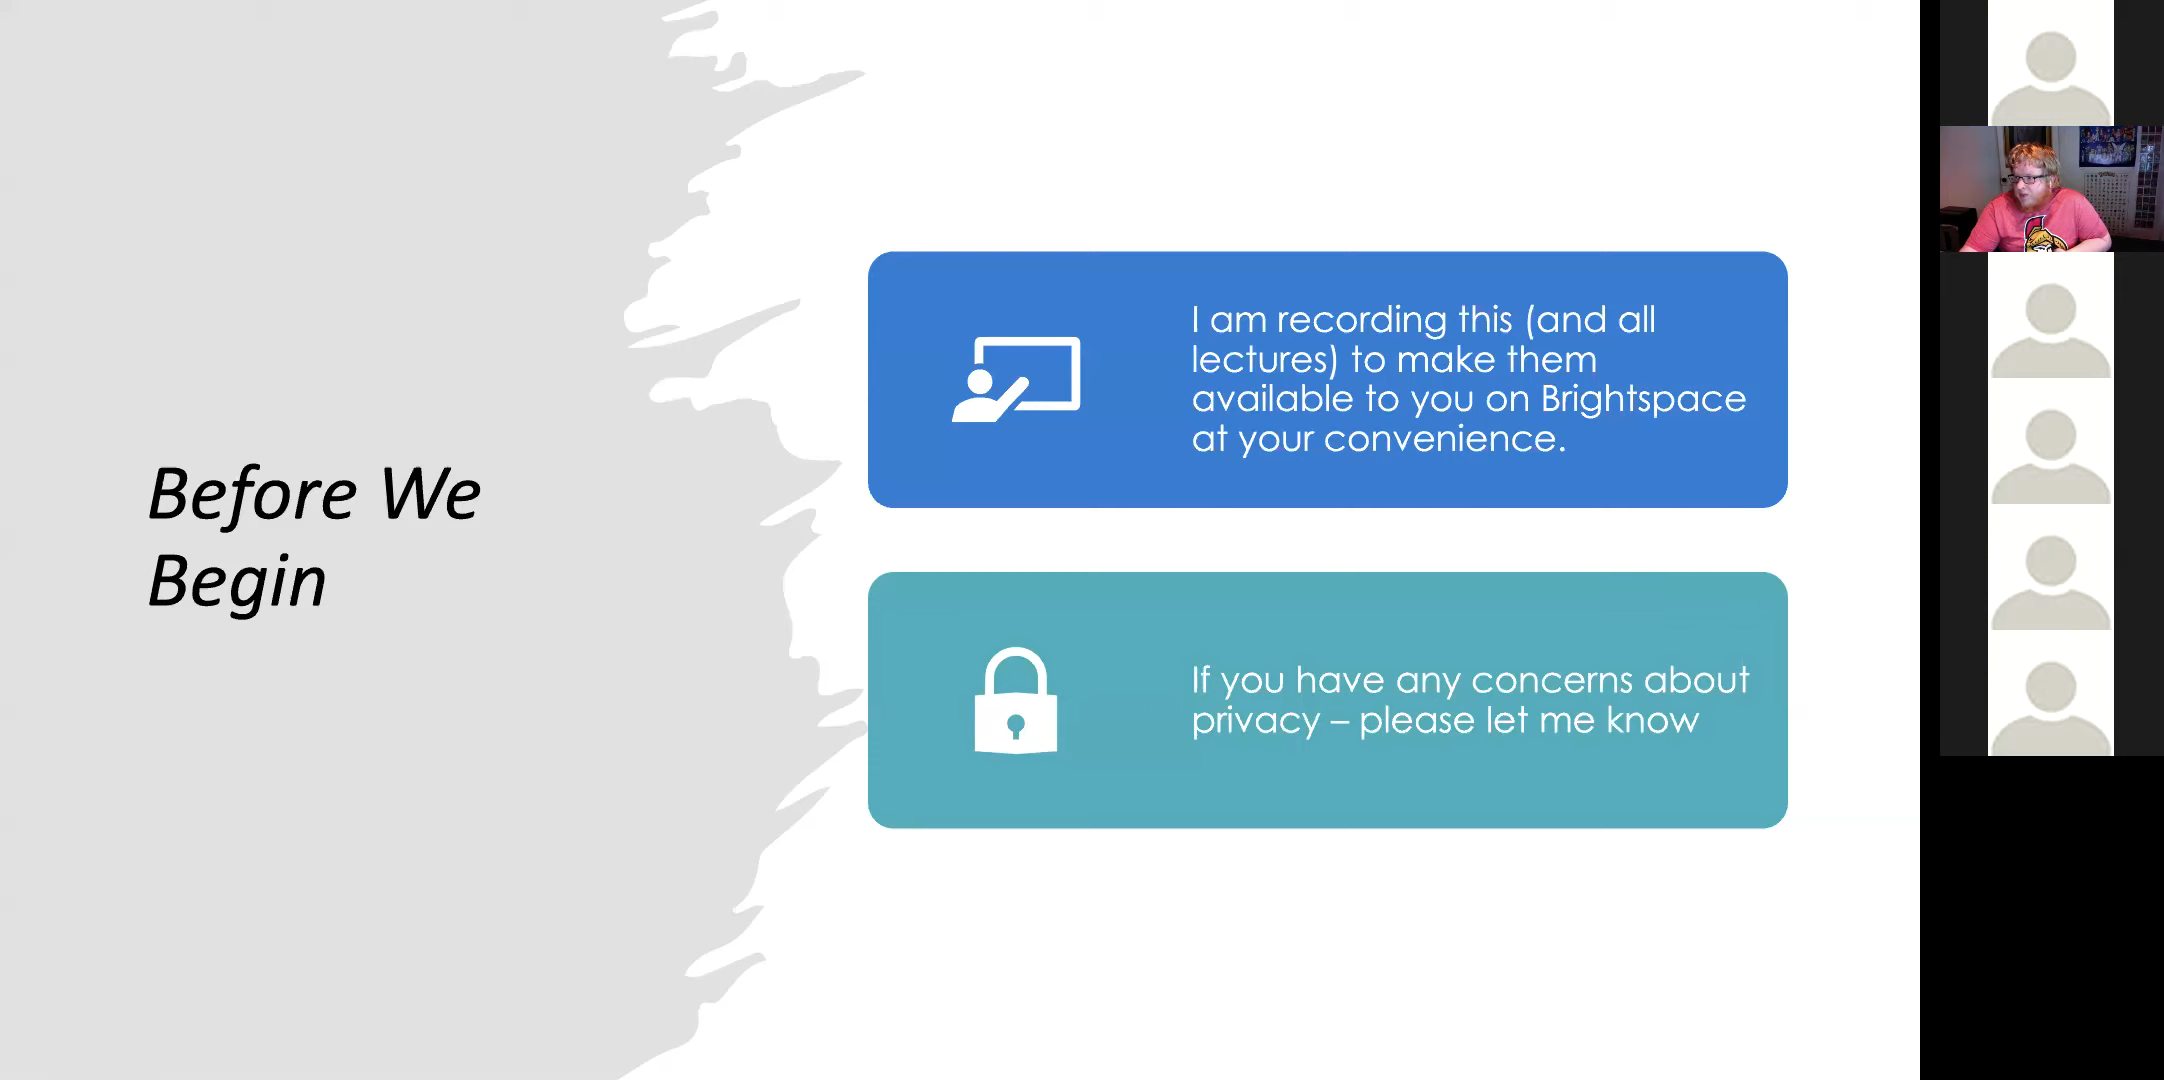 Before We
Begin
I am recording this (and all
lectures) to make them
available to you on Brightspace
at your convenience.
If you have any concerns about
privacy – please let me know